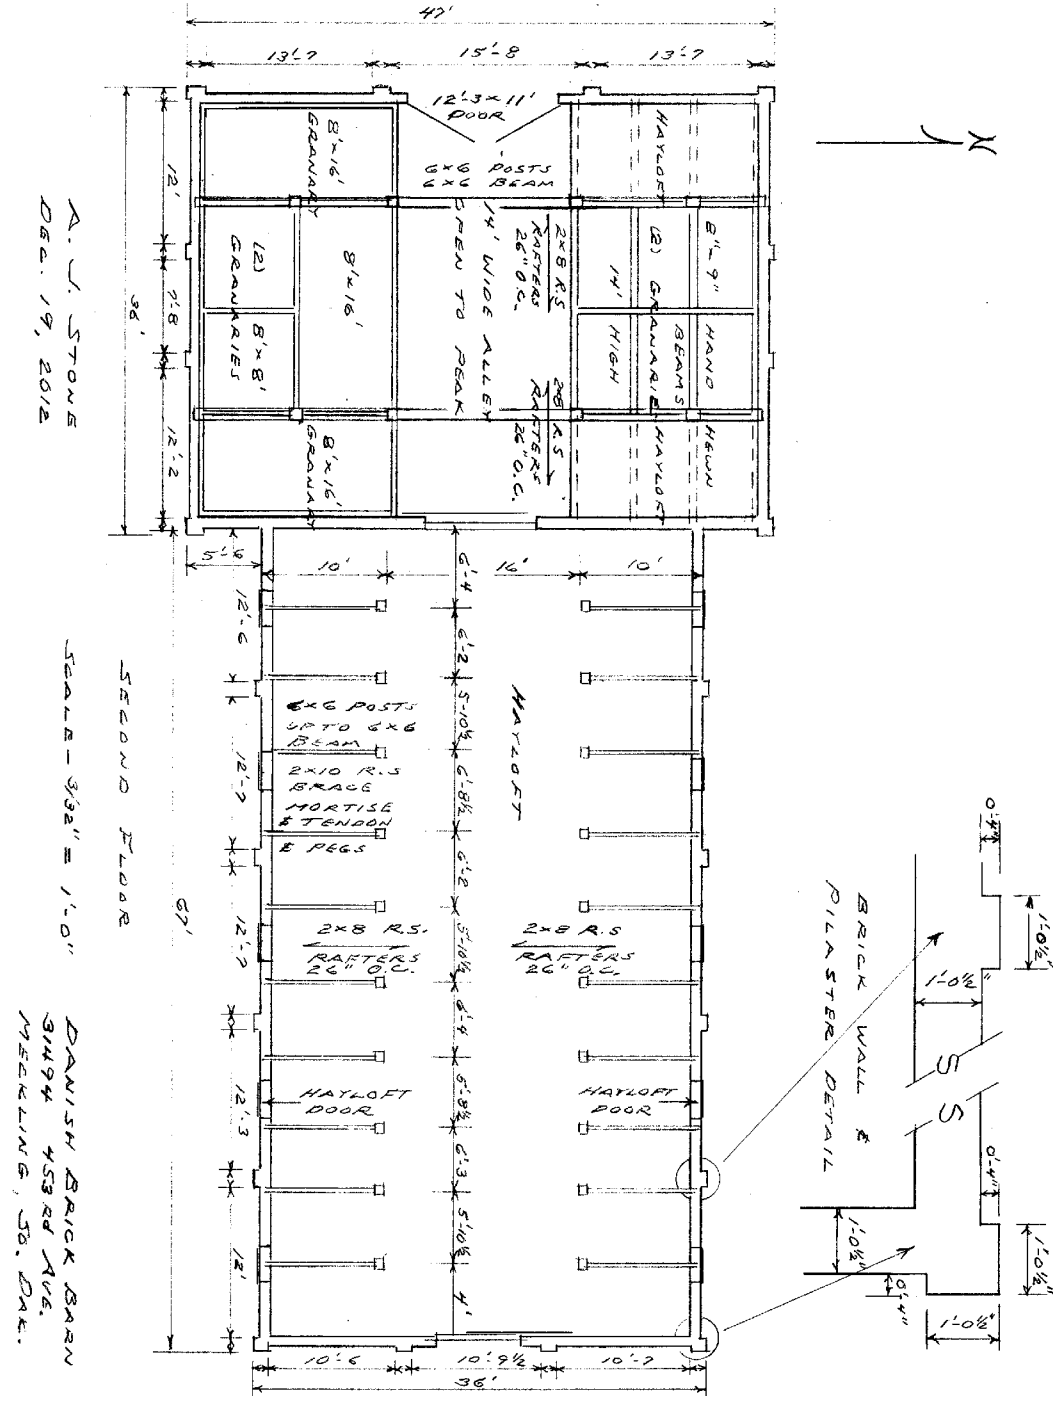 47'
13'-7
15'-8
13'-7
12'-3 x 11'
DOOR
N
6x6 POSTS
6x6 BEAM
8'x16'
GRANARY
HAYLOFT
12'
7'-8
12'-2
36'
(2) 8'x8'
GRANARIES
8'x16'
14' WIDE ALLEY
OPEN TO PEAK
2x8 R.S
RAFTERS
26" O.C.
2x8 R.S
RAFTERS
26" O.C.
8"-9" HAND HEWN
BEAMS
(2) GRANARIES
14' HIGH
8'x16'
GRANARY
HAYLOFT
A. J. STONE
DEC. 19, 2012
5'-6
10'
16'
10'
12'-6
12'-7
12'-7
12'-3
12'
67'
6'-4
6'-2
5'-10½
6'-8½
6'-2
5'-10½
6'-4
6'-3
5'-10½
4'
HAYLOFT
6x6 POSTS
UP TO 6x6
BEAM
2x10 R.S
BRACE
MORTISE
& TENDON
& PEGS
2x8 R.S.
RAFTERS
26" O.C.
2x8 R.S
RAFTERS
26" O.C.
HAYLOFT
DOOR
HAYLOFT
DOOR
10'-6
10'-9½
10'-7
36'
SECOND FLOOR
SCALE - 3/32" = 1'-0"
DANISH BRICK BARN
31494 453RD AVE.
MECKLING, SO. DAK.
BRICK WALL &
PILASTER DETAIL
0'-4"
1'-0½"
1'-0½"
S
S
0'-4"
1'-0½"
1'-0½"
0'-4"
1'-0½"